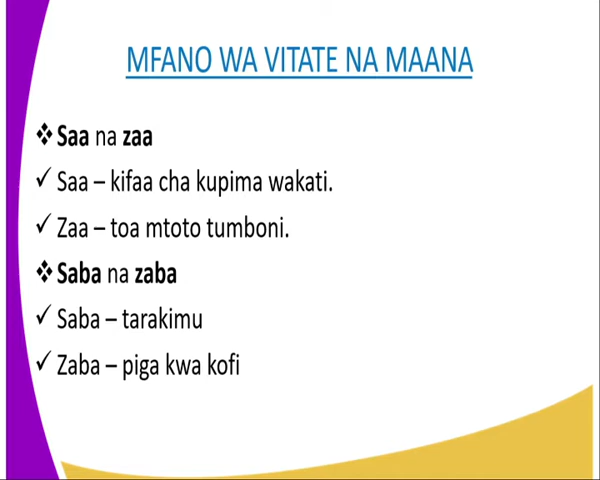 MFANO WA VITATE NA MAANA
❖ Saa na zaa
✓ Saa – kifaa cha kupima wakati.
✓ Zaa – toa mtoto tumboni.
❖ Saba na zaba
✓ Saba – tarakimu
✓ Zaba – piga kwa kofi